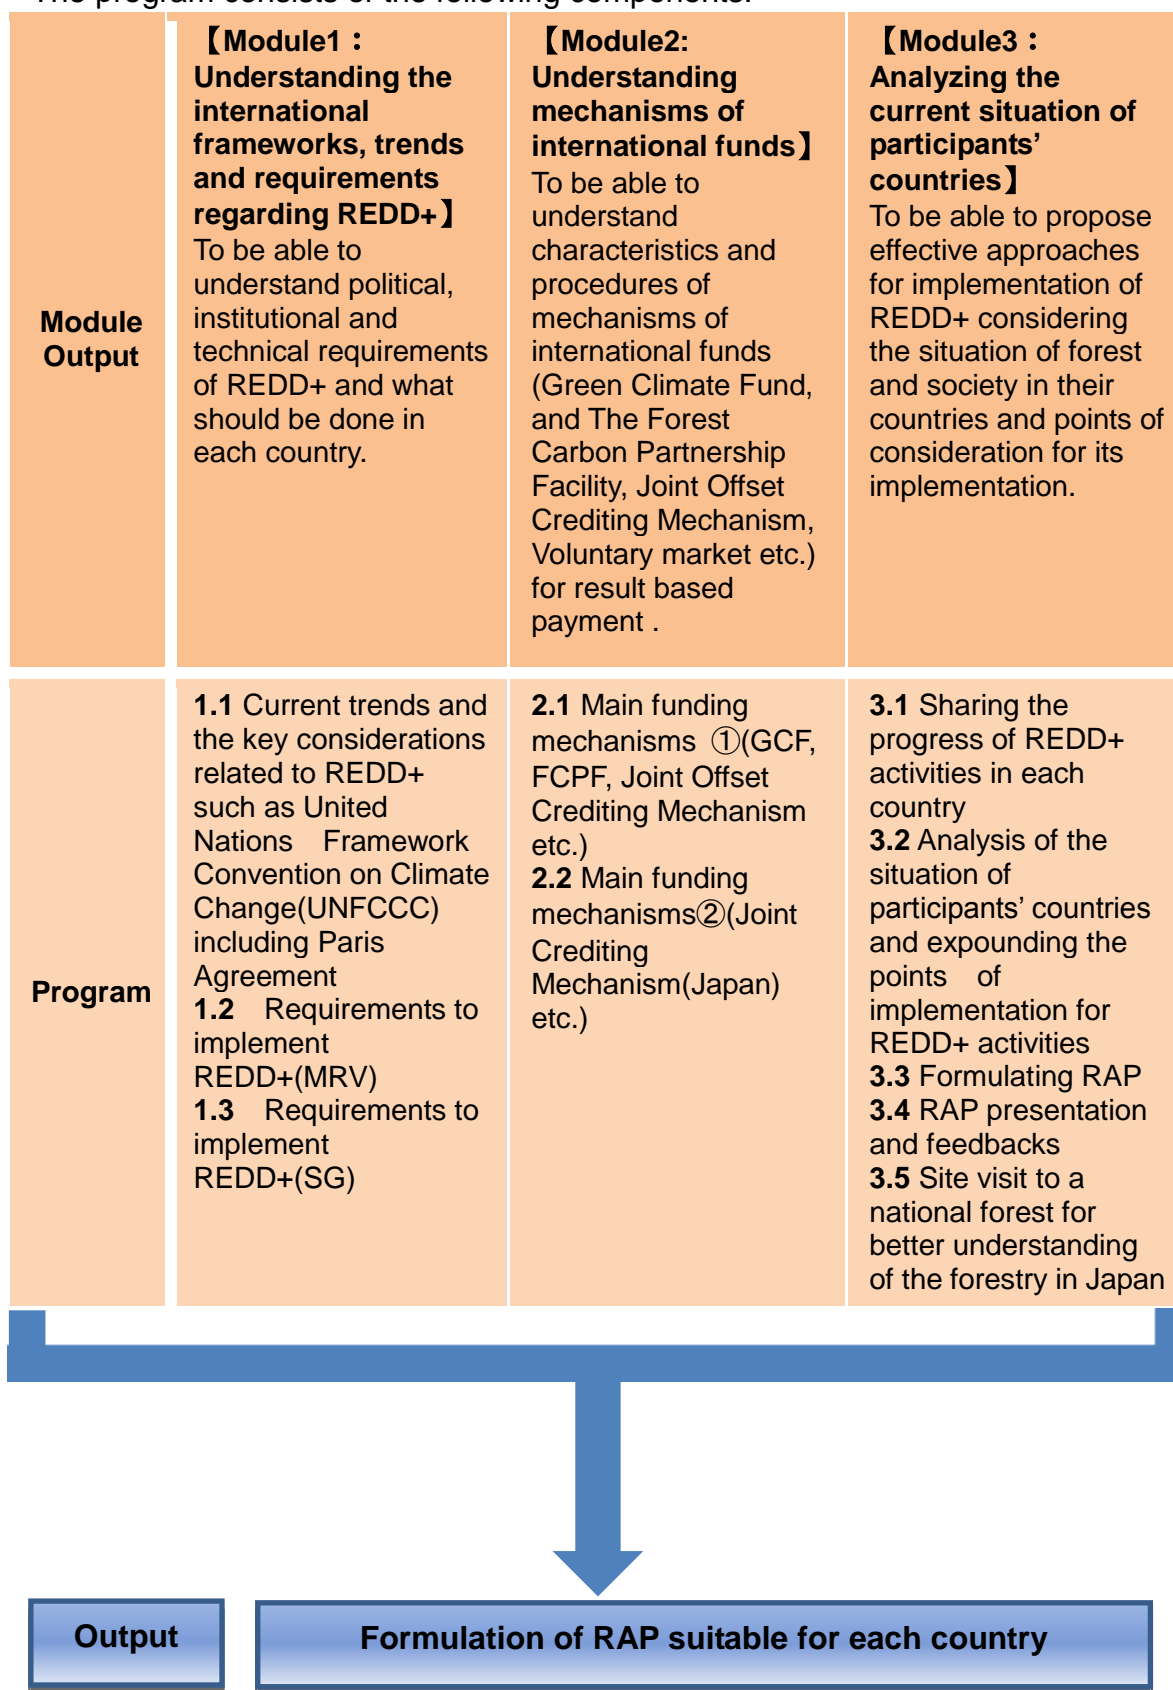 The program consists of the following components.
【Module1：
Understanding the
international
frameworks, trends
and requirements
regarding REDD+】
To be able to
understand political,
institutional and
technical requirements
of REDD+ and what
should be done in
each country.
【Module2:
Understanding
mechanisms of
international funds】
To be able to
understand
characteristics and
procedures of
mechanisms of
international funds
(Green Climate Fund,
and The Forest
Carbon Partnership
Facility, Joint Offset
Crediting Mechanism,
Voluntary market etc.)
for result based
payment .
【Module3：
Analyzing the
current situation of
participants’
countries】
To be able to propose
effective approaches
for implementation of
REDD+ considering
the situation of forest
and society in their
countries and points of
consideration for its
implementation.
Module
Output
1.1 Current trends and
the key considerations
related to REDD+
such as United
Nations Framework
Convention on Climate
Change(UNFCCC)
including Paris
Agreement
1.2 Requirements to
implement
REDD+(MRV)
1.3 Requirements to
implement
REDD+(SG)
2.1 Main funding
mechanisms ①(GCF,
FCPF, Joint Offset
Crediting Mechanism
etc.)
2.2 Main funding
mechanisms②(Joint
Crediting
Mechanism(Japan)
etc.)
3.1 Sharing the
progress of REDD+
activities in each
country
3.2 Analysis of the
situation of
participants’ countries
and expounding the
points of
implementation for
REDD+ activities
3.3 Formulating RAP
3.4 RAP presentation
and feedbacks
3.5 Site visit to a
national forest for
better understanding
of the forestry in Japan
Program
Output
Formulation of RAP suitable for each country